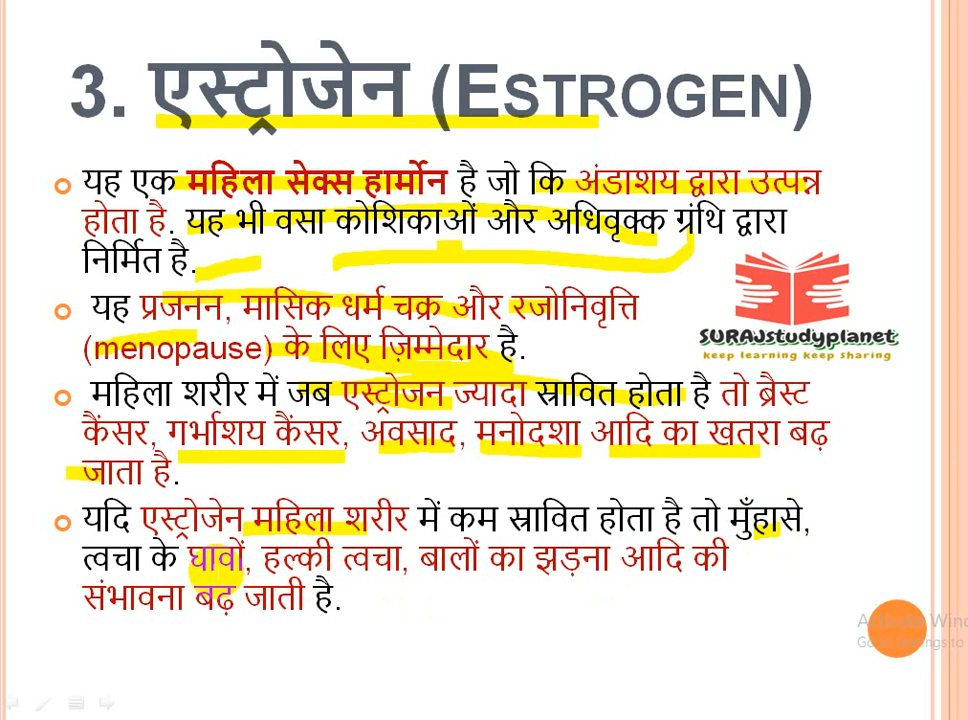 3. एस्ट्रोजेन (ESTROGEN)
यह एक महिला सेक्स हार्मोन है जो कि अंडाशय द्वारा उत्पन्न
होता है. यह भी वसा कोशिकाओं और अधिवृक्क ग्रंथि द्वारा
निर्मित है.
यह प्रजनन, मासिक धर्म चक्र और रजोनिवृत्ति
(menopause) के लिए ज़िम्मेदार है.
SURAJstudyplanet
keep learning keep sharing
महिला शरीर में जब एस्ट्रोजन ज्यादा स्रावित होता है तो ब्रैस्ट
कैंसर, गर्भाशय कैंसर, अवसाद, मनोदशा आदि का खतरा बढ़
जाता है.
यदि एस्ट्रोजेन महिला शरीर में कम स्रावित होता है तो मुँहासे,
त्वचा के घावों, हल्की त्वचा, बालों का झड़ना आदि की
संभावना बढ़ जाती है.
Activate Wind